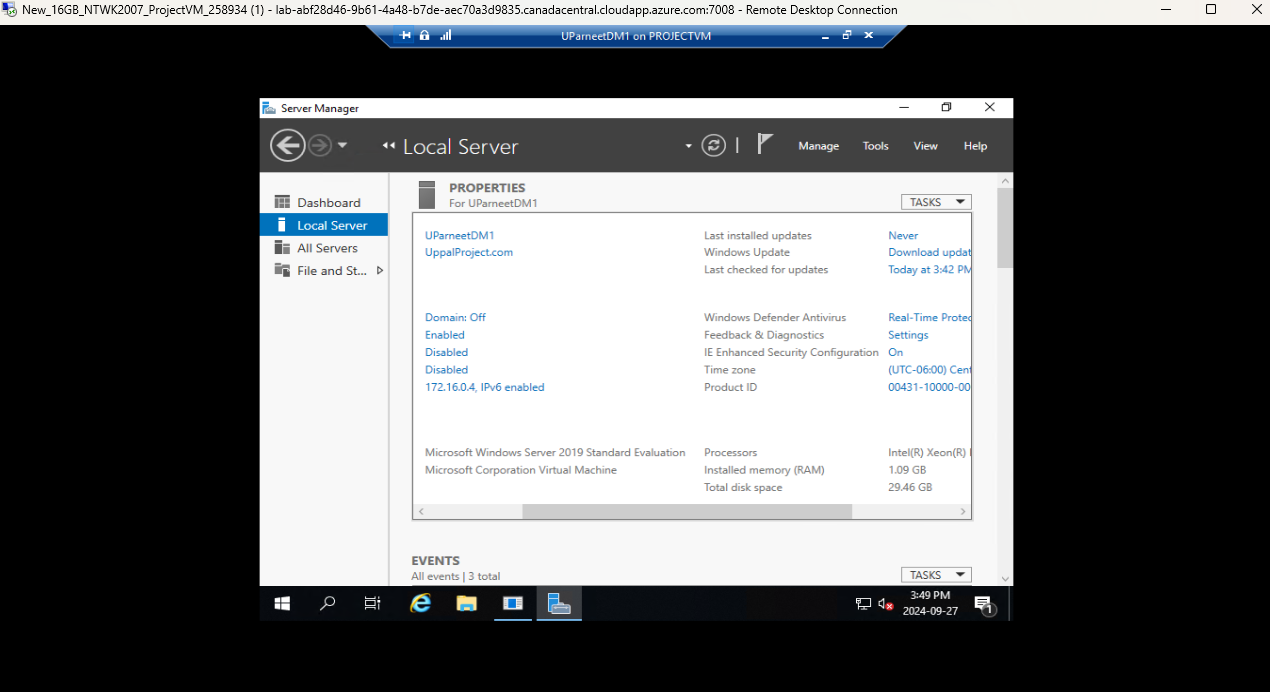 New_16GB_NTWK2007_ProjectVM_258934 (1) - lab-abf28d46-9b61-4a48-b7de-aec70a3d9835.canadacentral.cloudapp.azure.com:7008 - Remote Desktop Connection
UParneetDM1 on PROJECTVM
Server Manager
Local Server
Manage Tools View Help
Dashboard
Local Server
All Servers
File and St...
PROPERTIES
For UParneetDM1
TASKS
UParneetDM1 Last installed updates Never
UppalProject.com Windows Update Download updat
Last checked for updates Today at 3:42 PM
Domain: Off Windows Defender Antivirus Real-Time Protec
Enabled Feedback & Diagnostics Settings
Disabled IE Enhanced Security Configuration On
Disabled Time zone (UTC-06:00) Cent
172.16.0.4, IPv6 enabled Product ID 00431-10000-00
Microsoft Windows Server 2019 Standard Evaluation Processors Intel(R) Xeon(R)
Microsoft Corporation Virtual Machine Installed memory (RAM) 1.09 GB
Total disk space 29.46 GB
EVENTS
All events | 3 total
TASKS
3:49 PM
2024-09-27
1